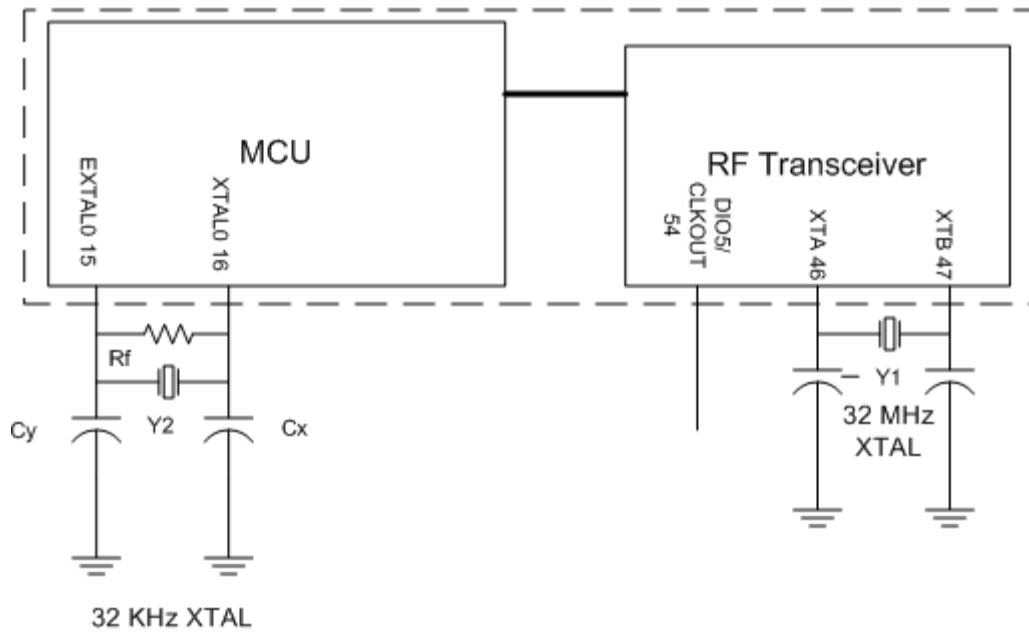 MCU
EXTAL0 15
XTAL0 16
RF Transceiver
DIO5/
CLKOUT
54
XTA 46
XTB 47
Rf
Y2
Cy
Cx
Y1
32 MHz
XTAL
32 KHz XTAL